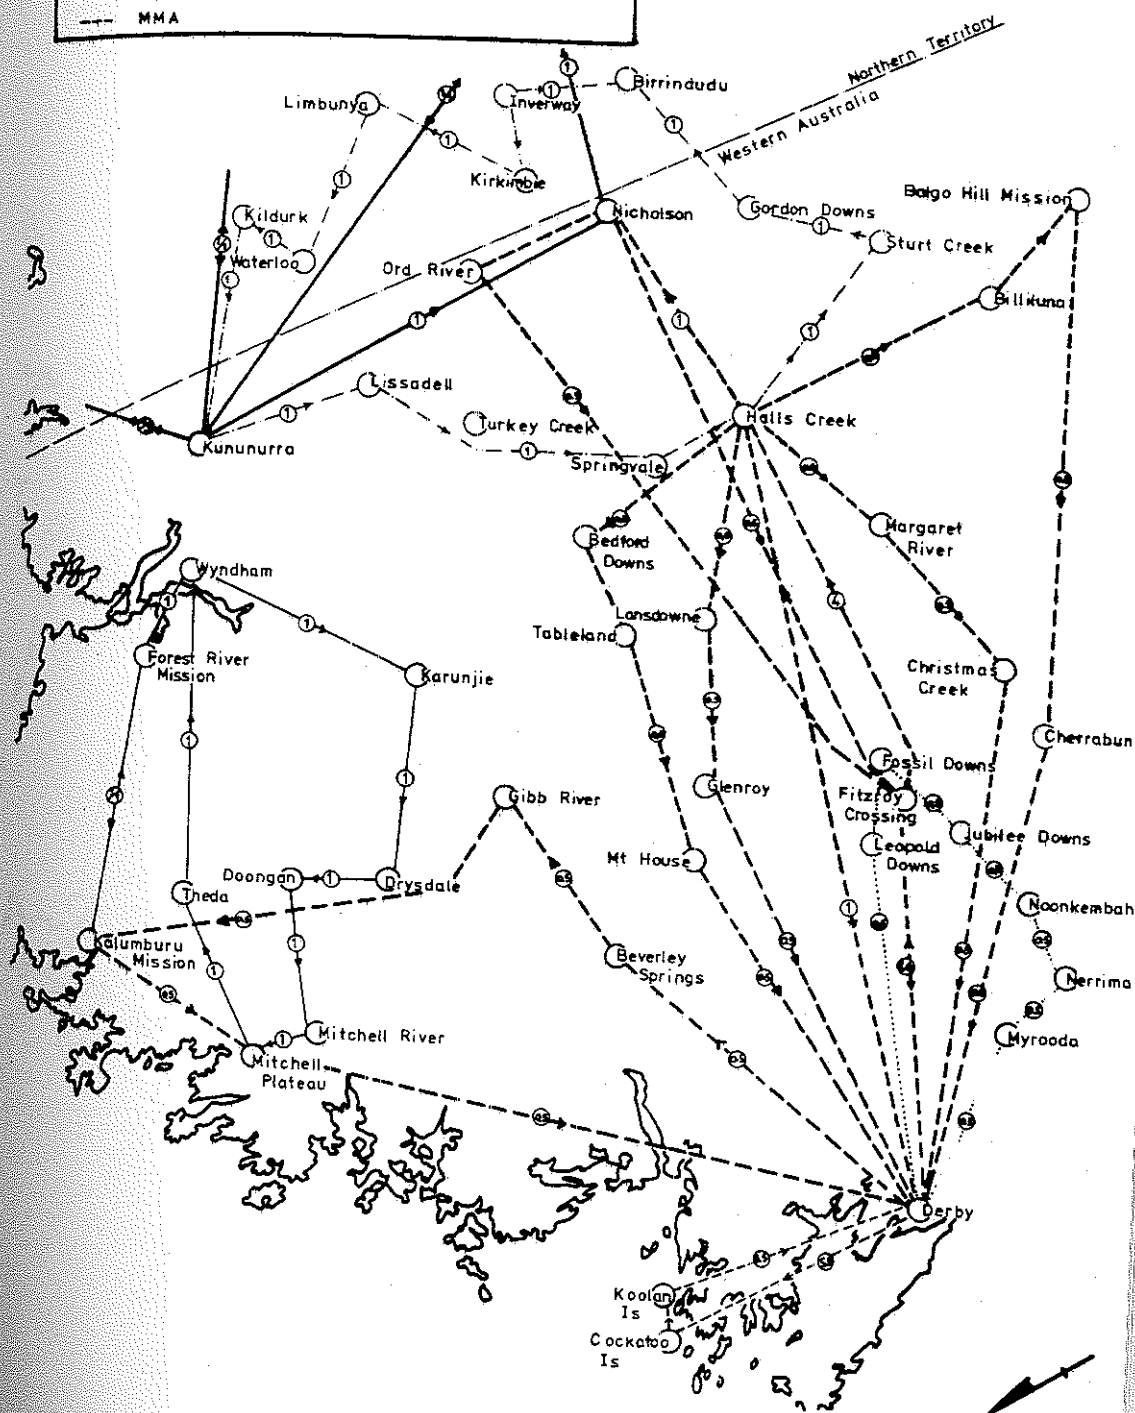 MMA
Northern Territory
Western Australia
Limbunya
Inverway
Birrindudu
Kirkimbie
Balgo Hill Mission
Kildurk
Nicholson
Gordon Downs
Sturt Creek
Waterloo
Ord River
Billiluna
Lissadell
Turkey Creek
Halls Creek
Kununurra
Springvale
Bedford
Downs
Margaret
River
Wyndham
Lansdowne
Tableland
Forest River
Mission
Karunjie
Christmas
Creek
Cherrabun
Fossil Downs
Glenroy
Fitzroy
Crossing
Gibb River
Jubilee Downs
Leopold
Downs
Mt House
Doongan
Drysdale
Theda
Noonkembah
Kalumburu
Mission
Beverley
Springs
Nerrima
Mitchell River
Myrooda
Mitchell
Plateau
Derby
Koolan
Is
Cockatoo
Is